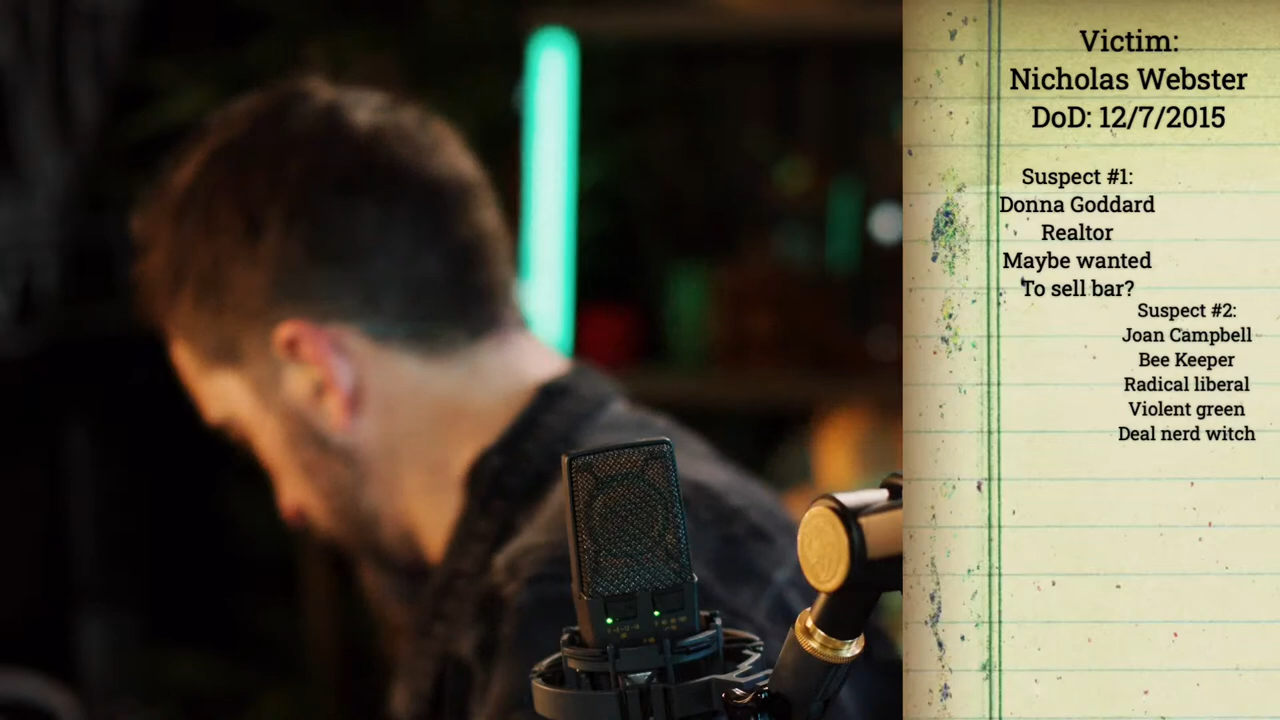 Victim:
Nicholas Webster
DoD: 12/7/2015
Suspect #1:
Donna Goddard
Realtor
Maybe wanted
To sell bar?
Suspect #2:
Joan Campbell
Bee Keeper
Radical liberal
Violent green
Deal nerd witch